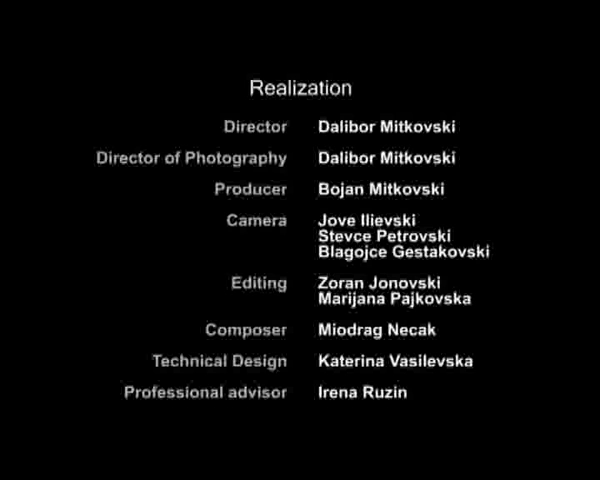 Realization
Director Dalibor Mitkovski
Director of Photography Dalibor Mitkovski
Producer Bojan Mitkovski
Camera Jove Ilievski
Stevce Petrovski
Blagojce Gestakovski
Editing Zoran Jonovski
Marijana Pajkovska
Composer Miodrag Necak
Technical Design Katerina Vasilevska
Professional advisor Irena Ruzin